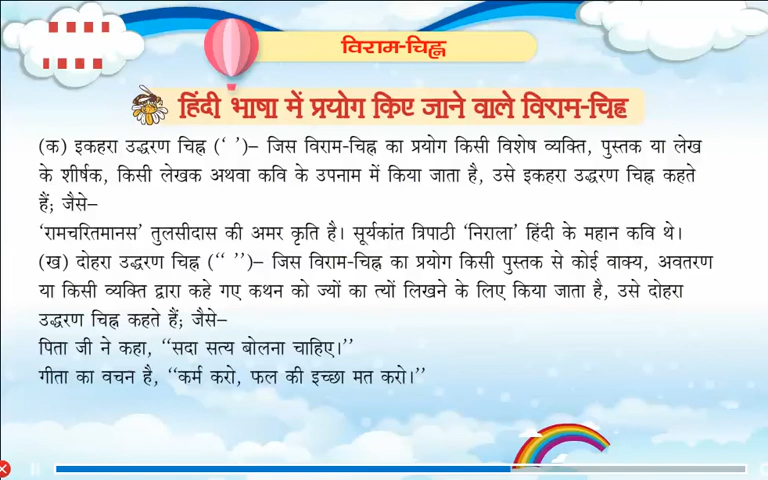 विराम-चिह्न
हिंदी भाषा में प्रयोग किए जाने वाले विराम-चिह्न
(क) इकहरा उद्धरण चिह्न (‘ ’)– जिस विराम-चिह्न का प्रयोग किसी विशेष व्यक्ति, पुस्तक या लेख
के शीर्षक, किसी लेखक अथवा कवि के उपनाम में किया जाता है, उसे इकहरा उद्धरण चिह्न कहते
हैं; जैसे–
‘रामचरितमानस’ तुलसीदास की अमर कृति है। सूर्यकांत त्रिपाठी ‘निराला’ हिंदी के महान कवि थे।
(ख) दोहरा उद्धरण चिह्न (‘‘ ’’)– जिस विराम-चिह्न का प्रयोग किसी पुस्तक से कोई वाक्य, अवतरण
या किसी व्यक्ति द्वारा कहे गए कथन को ज्यों का त्यों लिखने के लिए किया जाता है, उसे दोहरा
उद्धरण चिह्न कहते हैं; जैसे–
पिता जी ने कहा, ‘‘सदा सत्य बोलना चाहिए।’’
गीता का वचन है, ‘‘कर्म करो, फल की इच्छा मत करो।’’